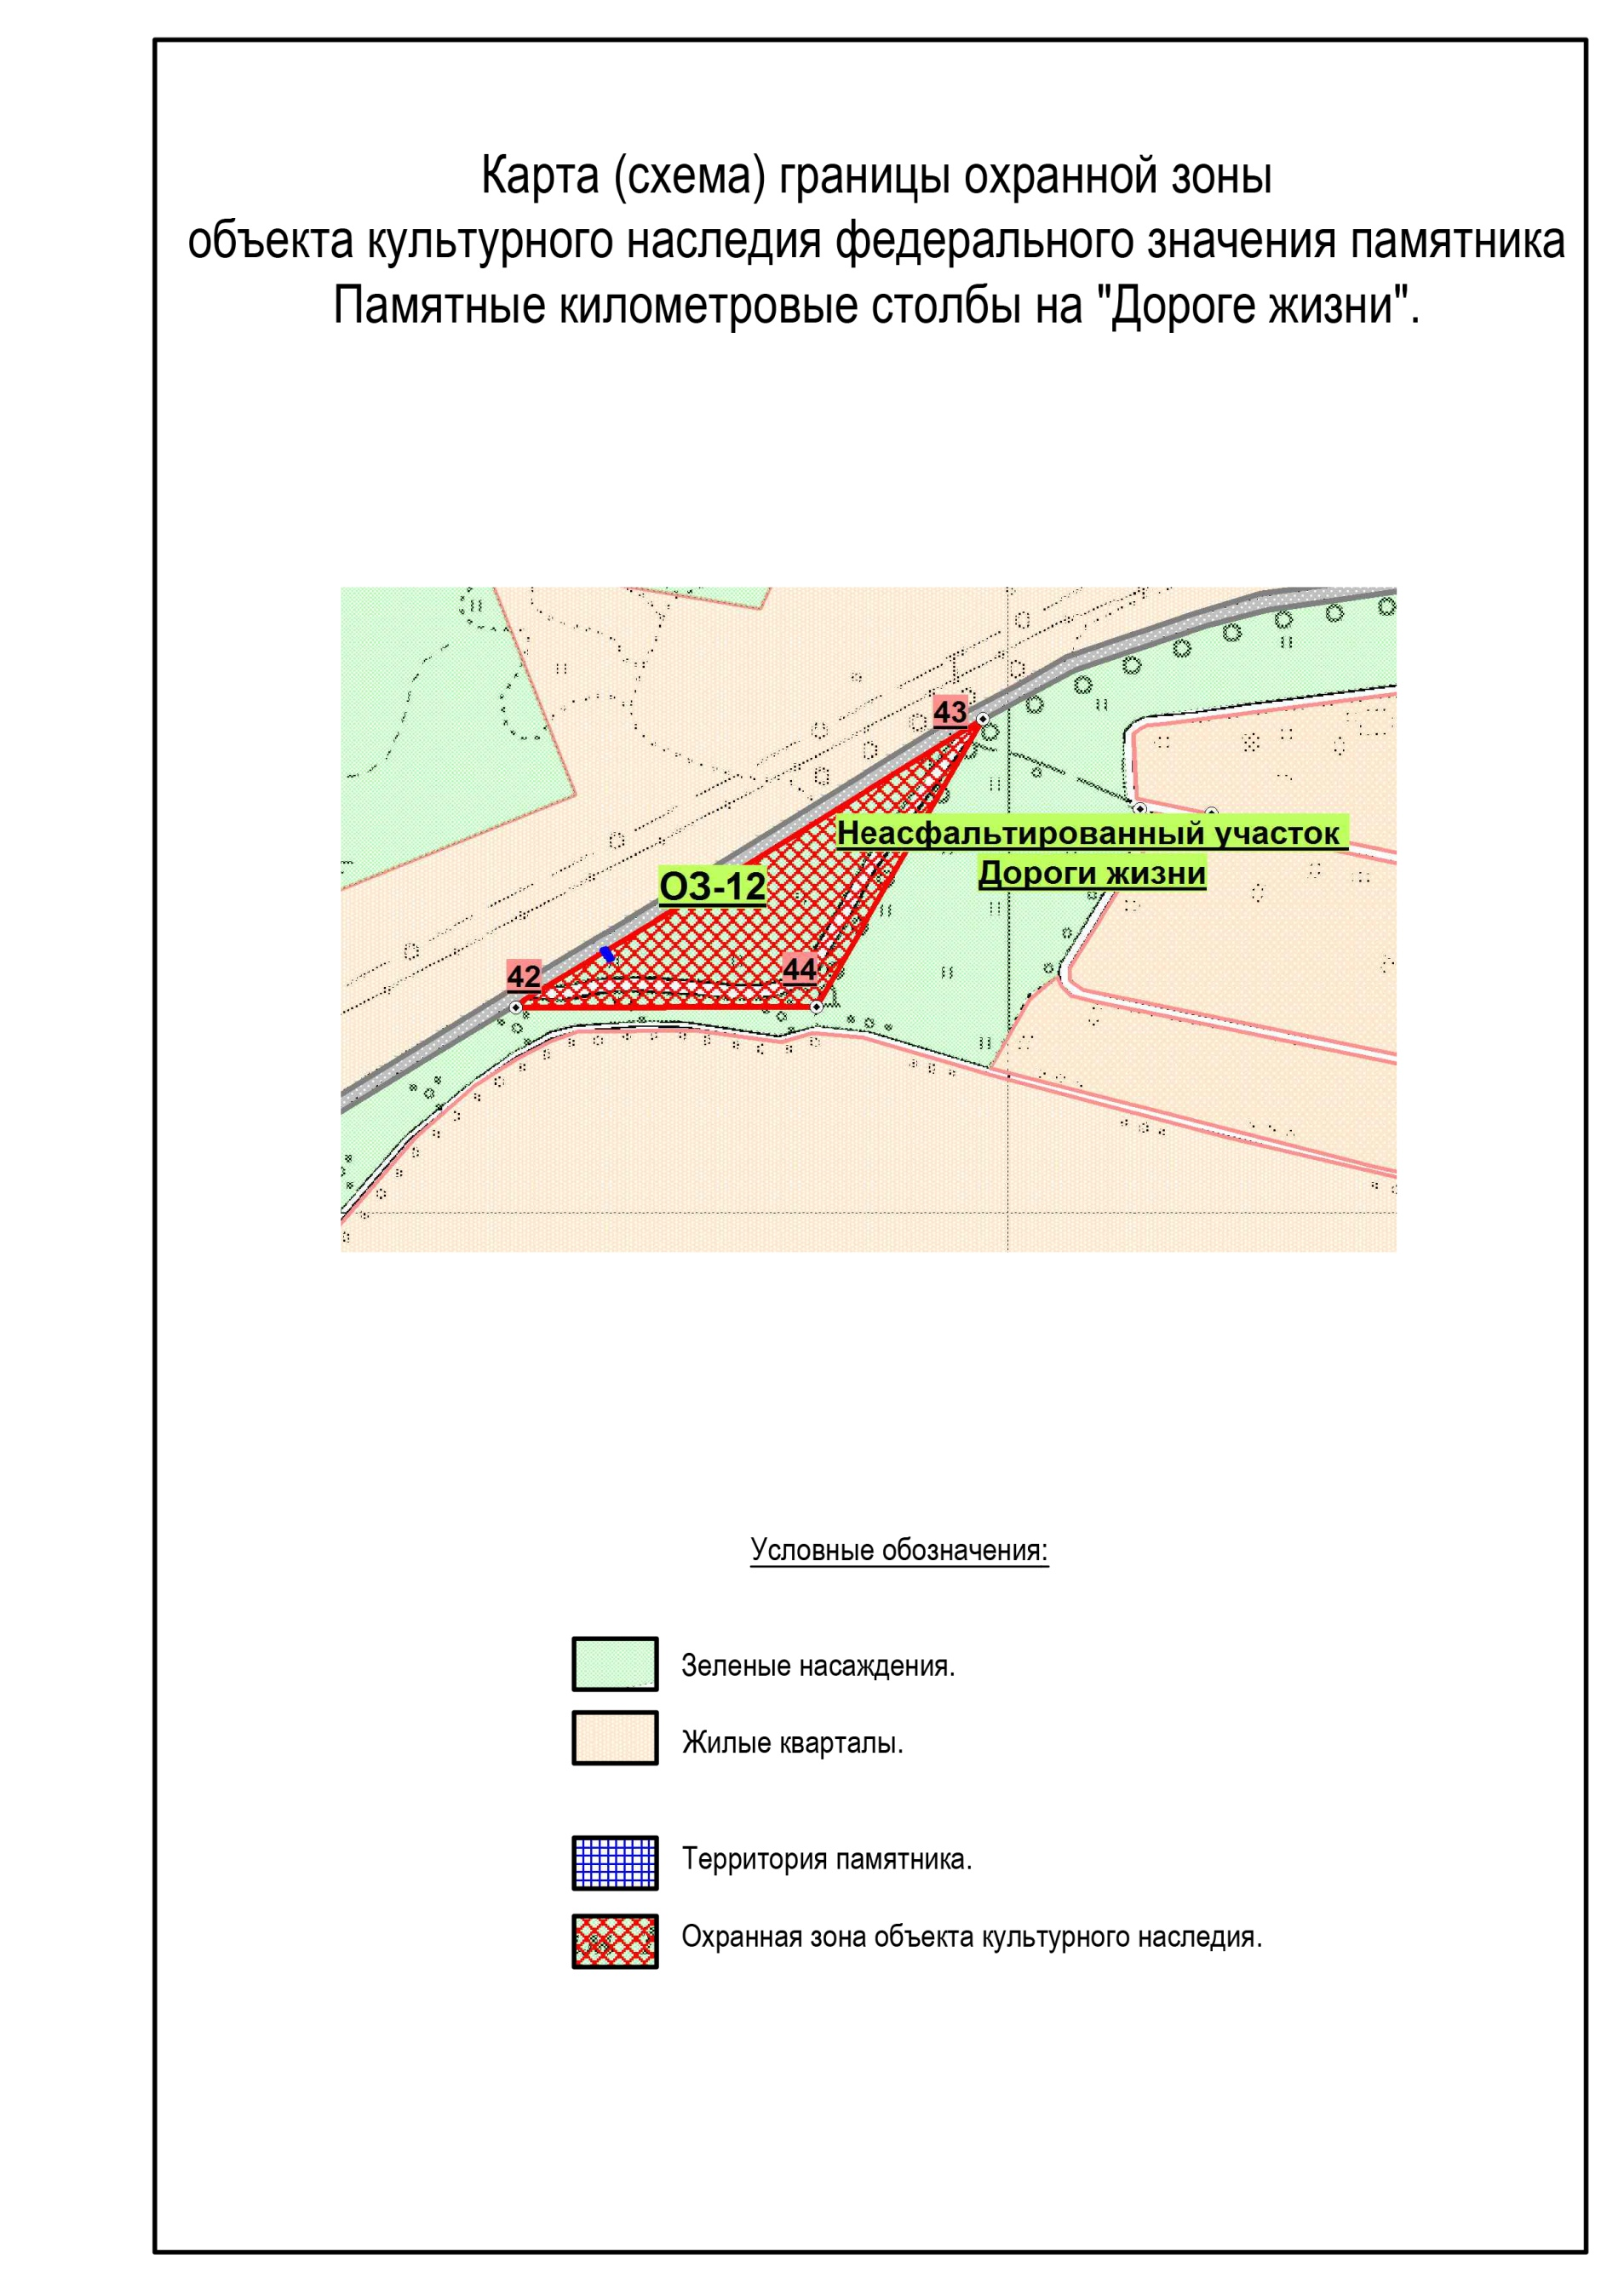 Карта (схема) границы охранной зоны
объекта культурного наследия федерального значения памятника
Памятные километровые столбы на "Дороге жизни".
43
Неасфальтированный участок
Дороги жизни
ОЗ-12
42
44
Условные обозначения:
Зеленые насаждения.
Жилые кварталы.
Территория памятника.
Охранная зона объекта культурного наследия.